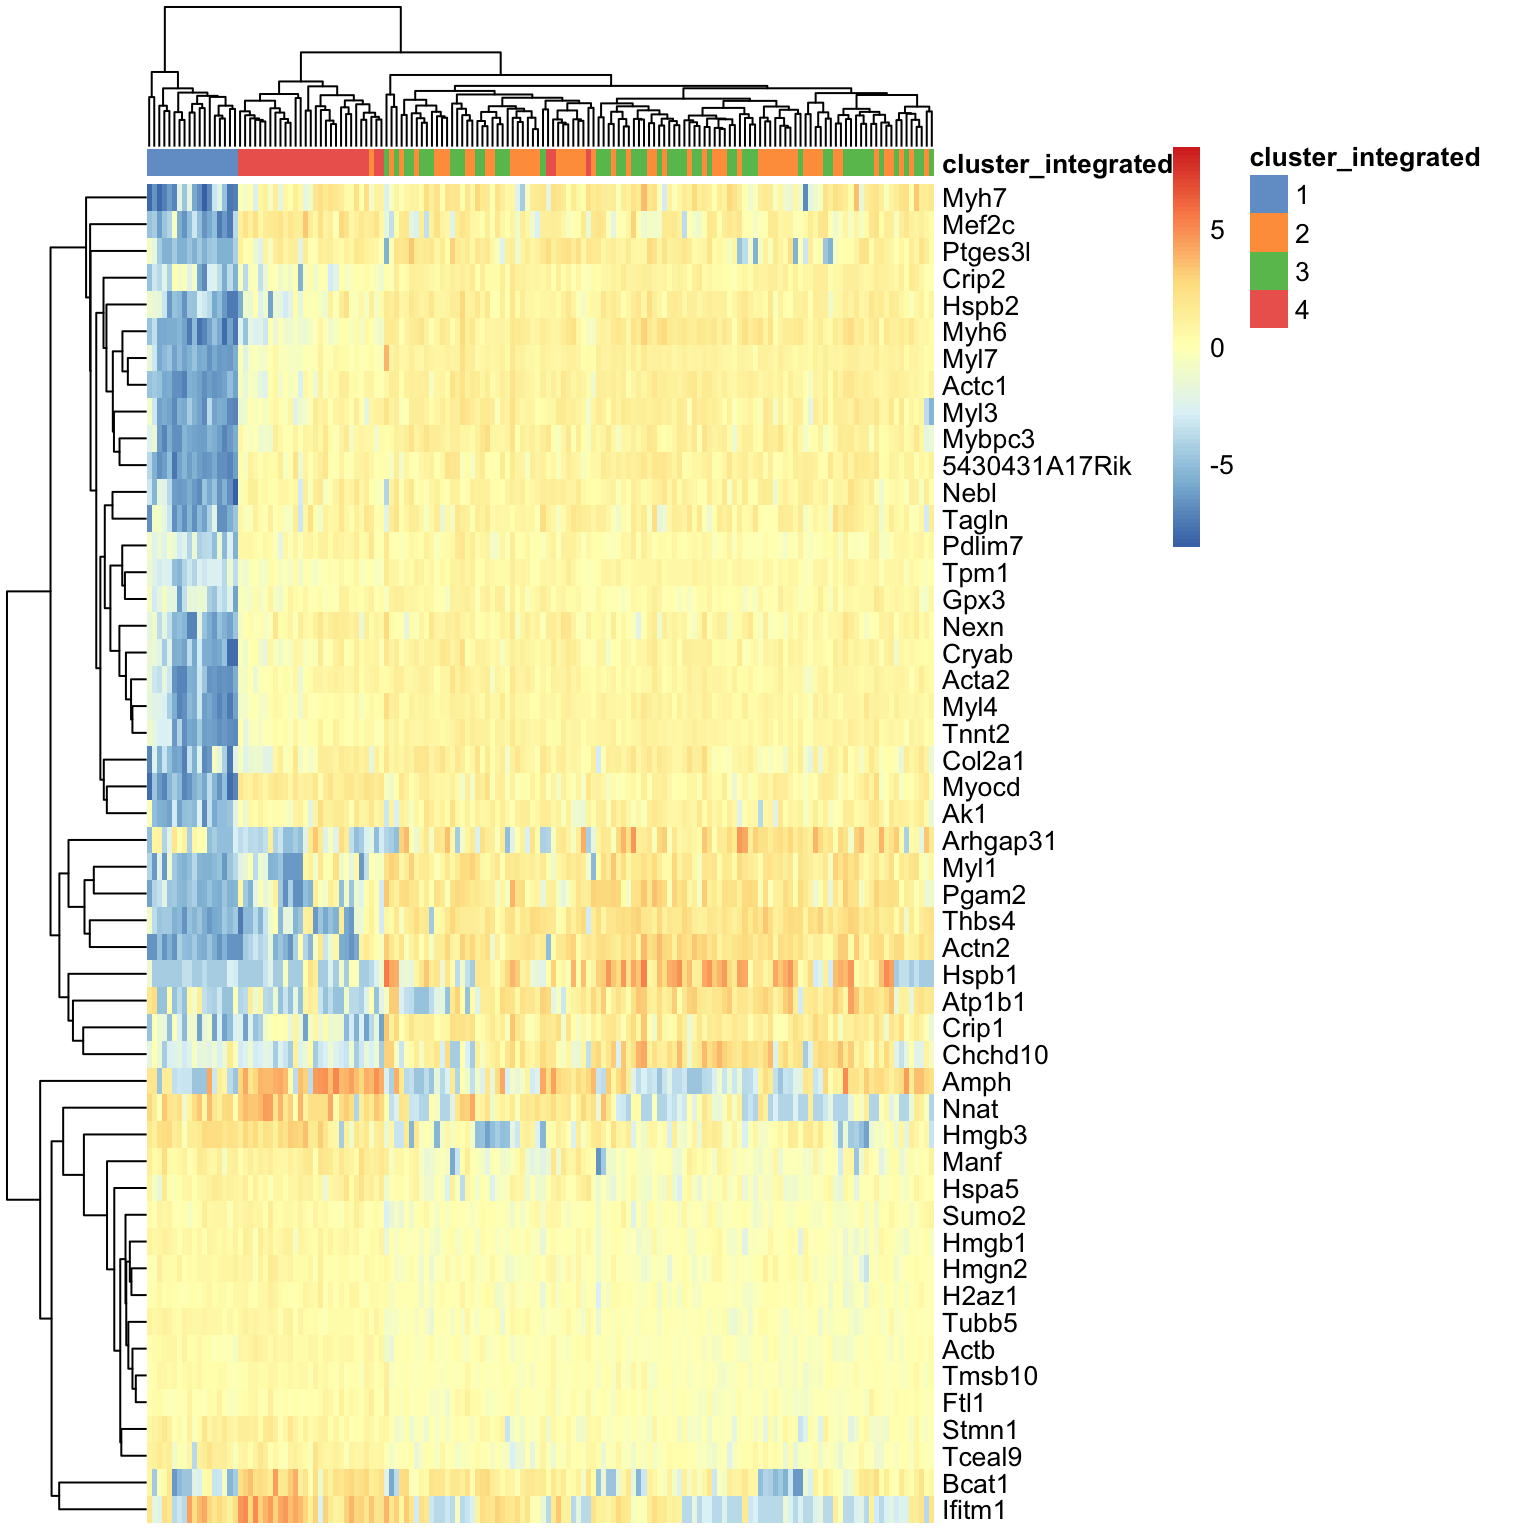 cluster_integrated
Myh7
Mef2c
Ptges3l
Crip2
Hspb2
Myh6
Myl7
Actc1
Myl3
Mybpc3
5430431A17Rik
Nebl
Tagln
Pdlim7
Tpm1
Gpx3
Nexn
Cryab
Acta2
Myl4
Tnnt2
Col2a1
Myocd
Ak1
Arhgap31
Myl1
Pgam2
Thbs4
Actn2
Hspb1
Atp1b1
Crip1
Chchd10
Amph
Nnat
Hmgb3
Manf
Hspa5
Sumo2
Hmgb1
Hmgn2
H2az1
Tubb5
Actb
Tmsb10
Ftl1
Stmn1
Tceal9
Bcat1
Ifitm1
5
0
-5
cluster_integrated
1
2
3
4